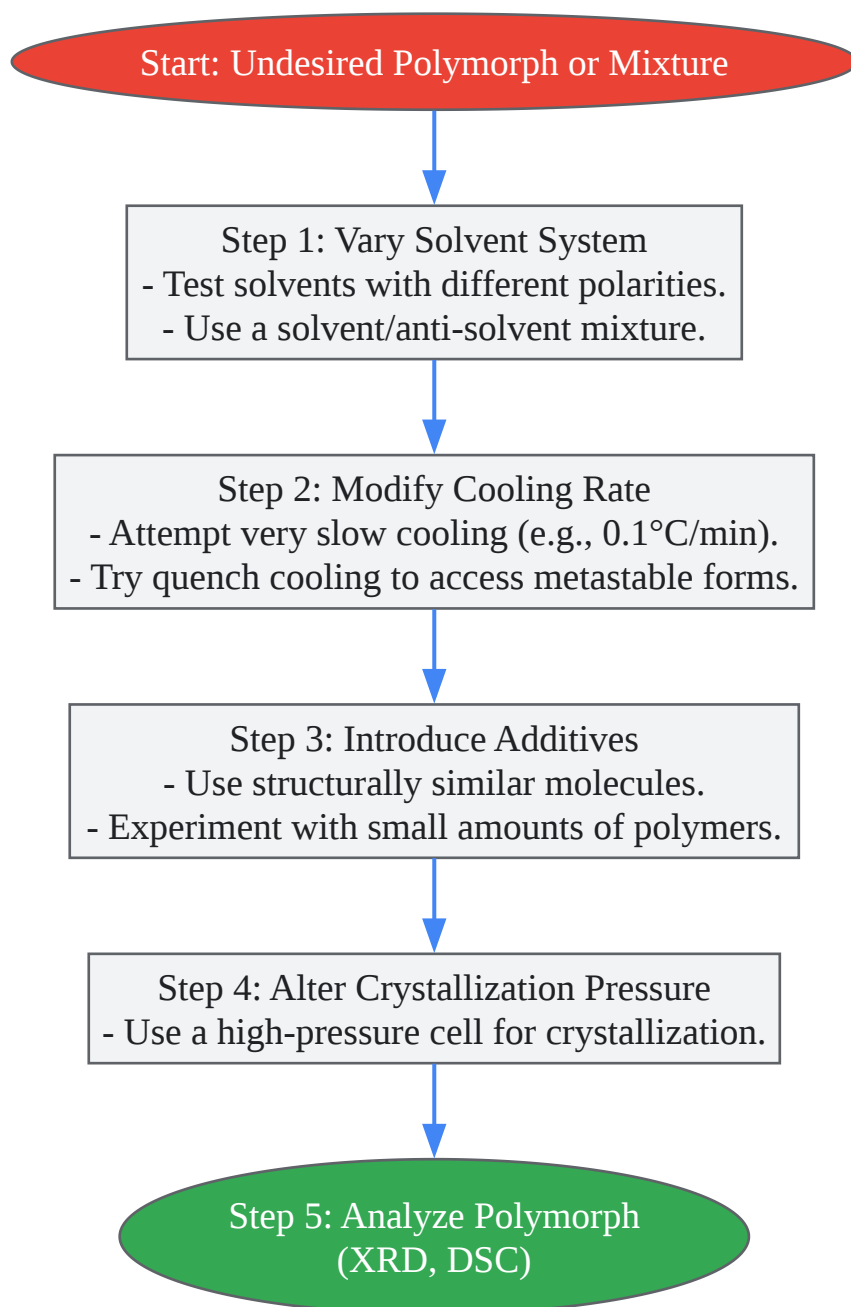 Start: Undesired Polymorph or Mixture
Step 1: Vary Solvent System
- Test solvents with different polarities.
- Use a solvent/anti-solvent mixture.
Step 2: Modify Cooling Rate
- Attempt very slow cooling (e.g., 0.1°C/min).
- Try quench cooling to access metastable forms.
Step 3: Introduce Additives
- Use structurally similar molecules.
- Experiment with small amounts of polymers.
Step 4: Alter Crystallization Pressure
- Use a high-pressure cell for crystallization.
Step 5: Analyze Polymorph
(XRD, DSC)